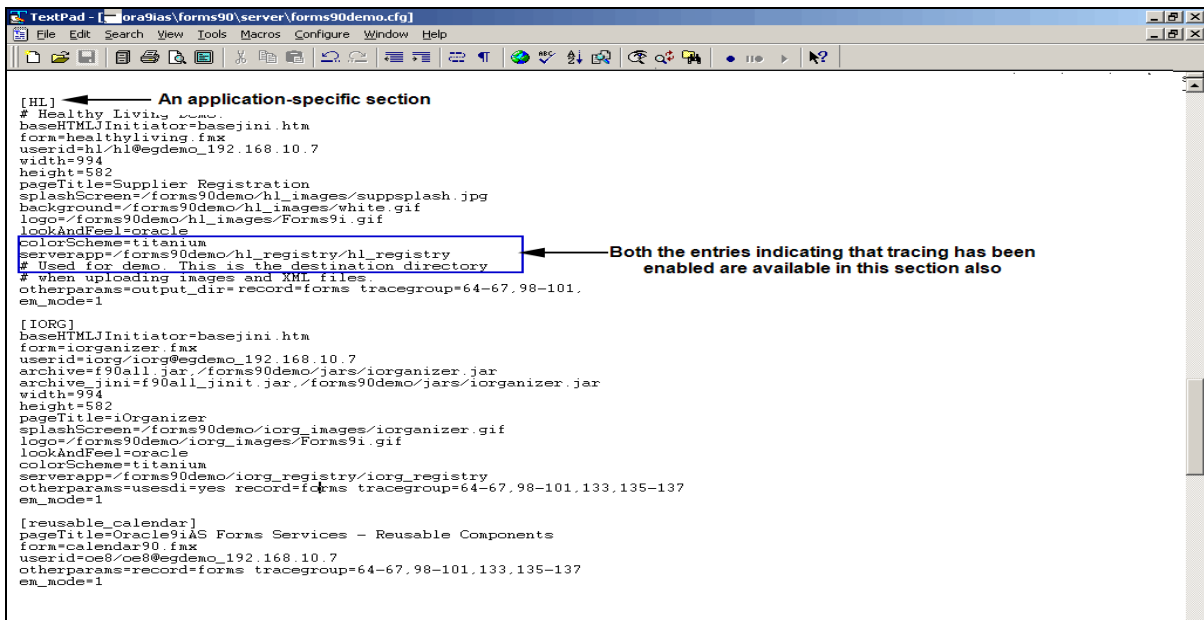 TextPad - [ ora9ias\forms90\server\forms90demo.cfg]
File Edit Search View Tools Macros Configure Window Help
[HL]
An application-specific section
# Healthy Living
baseHTMLJInitiator=basejini.htm
form=healthyliving.fmx
userid=hl/hl@egdemo_192.168.10.7
width=994
height=582
pageTitle=Supplier Registration
splashScreen=/forms90demo/hl_images/suppsplash.jpg
background=/forms90demo/hl_images/white.gif
logo=/forms90demo/hl_images/Forms9i.gif
lookAndFeel=oracle
colorScheme=titanium
serverapp=/forms90demo/hl_registry/hl_registry
Both the entries indicating that tracing has been
# Used for demo. This is the destination directory
enabled are available in this section also
# when uploading images and XML files.
otherparams=output_dir= record=forms tracegroup=64-67,98-101,
em_mode=1
[IORG]
baseHTMLJInitiator=basejini.htm
form=iorganizer.fmx
userid=iorg/iorg@egdemo_192.168.10.7
archive=f90all.jar,/forms90demo/jars/iorganizer.jar
archive_jini=f90all_jinit.jar,/forms90demo/jars/iorganizer.jar
width=994
height=582
pageTitle=iOrganizer
splashScreen=/forms90demo/iorg_images/iorganizer.gif
logo=/forms90demo/iorg_images/Forms9i.gif
lookAndFeel=oracle
colorScheme=titanium
serverapp=/forms90demo/iorg_registry/iorg_registry
otherparams=usesdi=yes record=forms tracegroup=64-67,98-101,133,135-137
em_mode=1
[reusable_calendar]
pageTitle=Oracle9iAS Forms Services - Reusable Components
form=calendar90.fmx
userid=oe8/oe8@egdemo_192.168.10.7
otherparams=record=forms tracegroup=64-67,98-101,133,135-137
em_mode=1